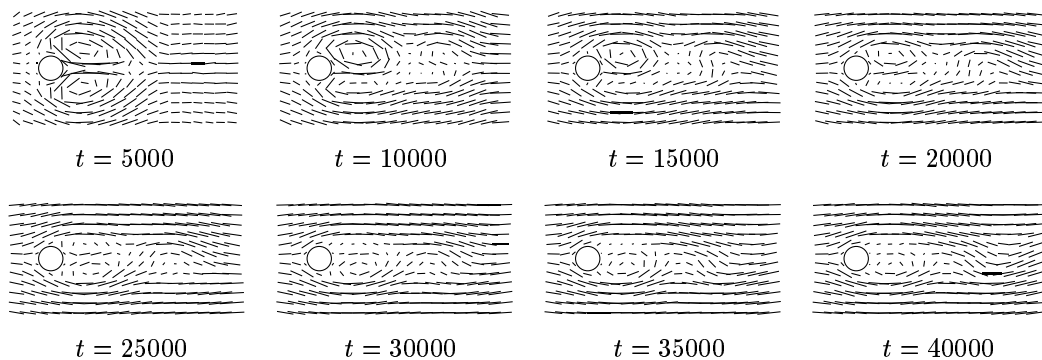 t = 5000
t = 10000
t = 15000
t = 20000
t = 25000
t = 30000
t = 35000
t = 40000